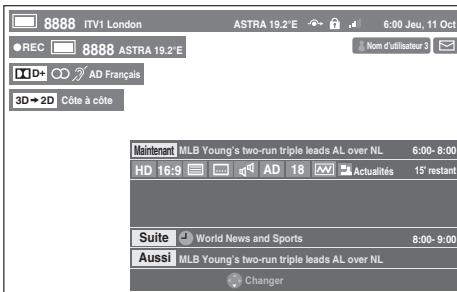 8888 ITV1 London ASTRA 19.2°E 6:00 Jeu, 11 Oct
REC 8888 ASTRA 19.2°E Nom d'utilisateur 3
D+ AD Français
3D➔2D Côte à côte
Maintenant MLB Young's two-run triple leads AL over NL 6:00- 8:00
HD 16:9 AD 18 Actualités 15' restant
Suite World News and Sports 8:00- 9:00
Aussi MLB Young's two-run triple leads AL over NL
Changer